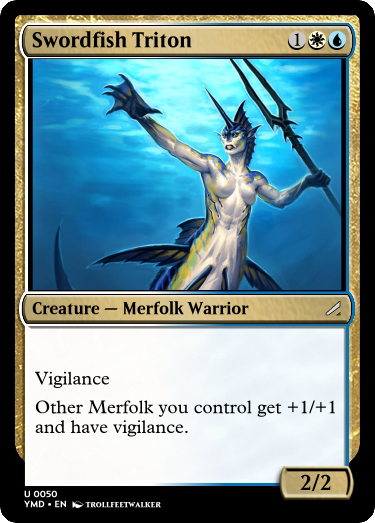 Swordfish Triton 1
Creature — Merfolk Warrior
Vigilance
Other Merfolk you control get +1/+1
and have vigilance.
2/2
U 0050
YMD • EN TROLLFEETWALKER